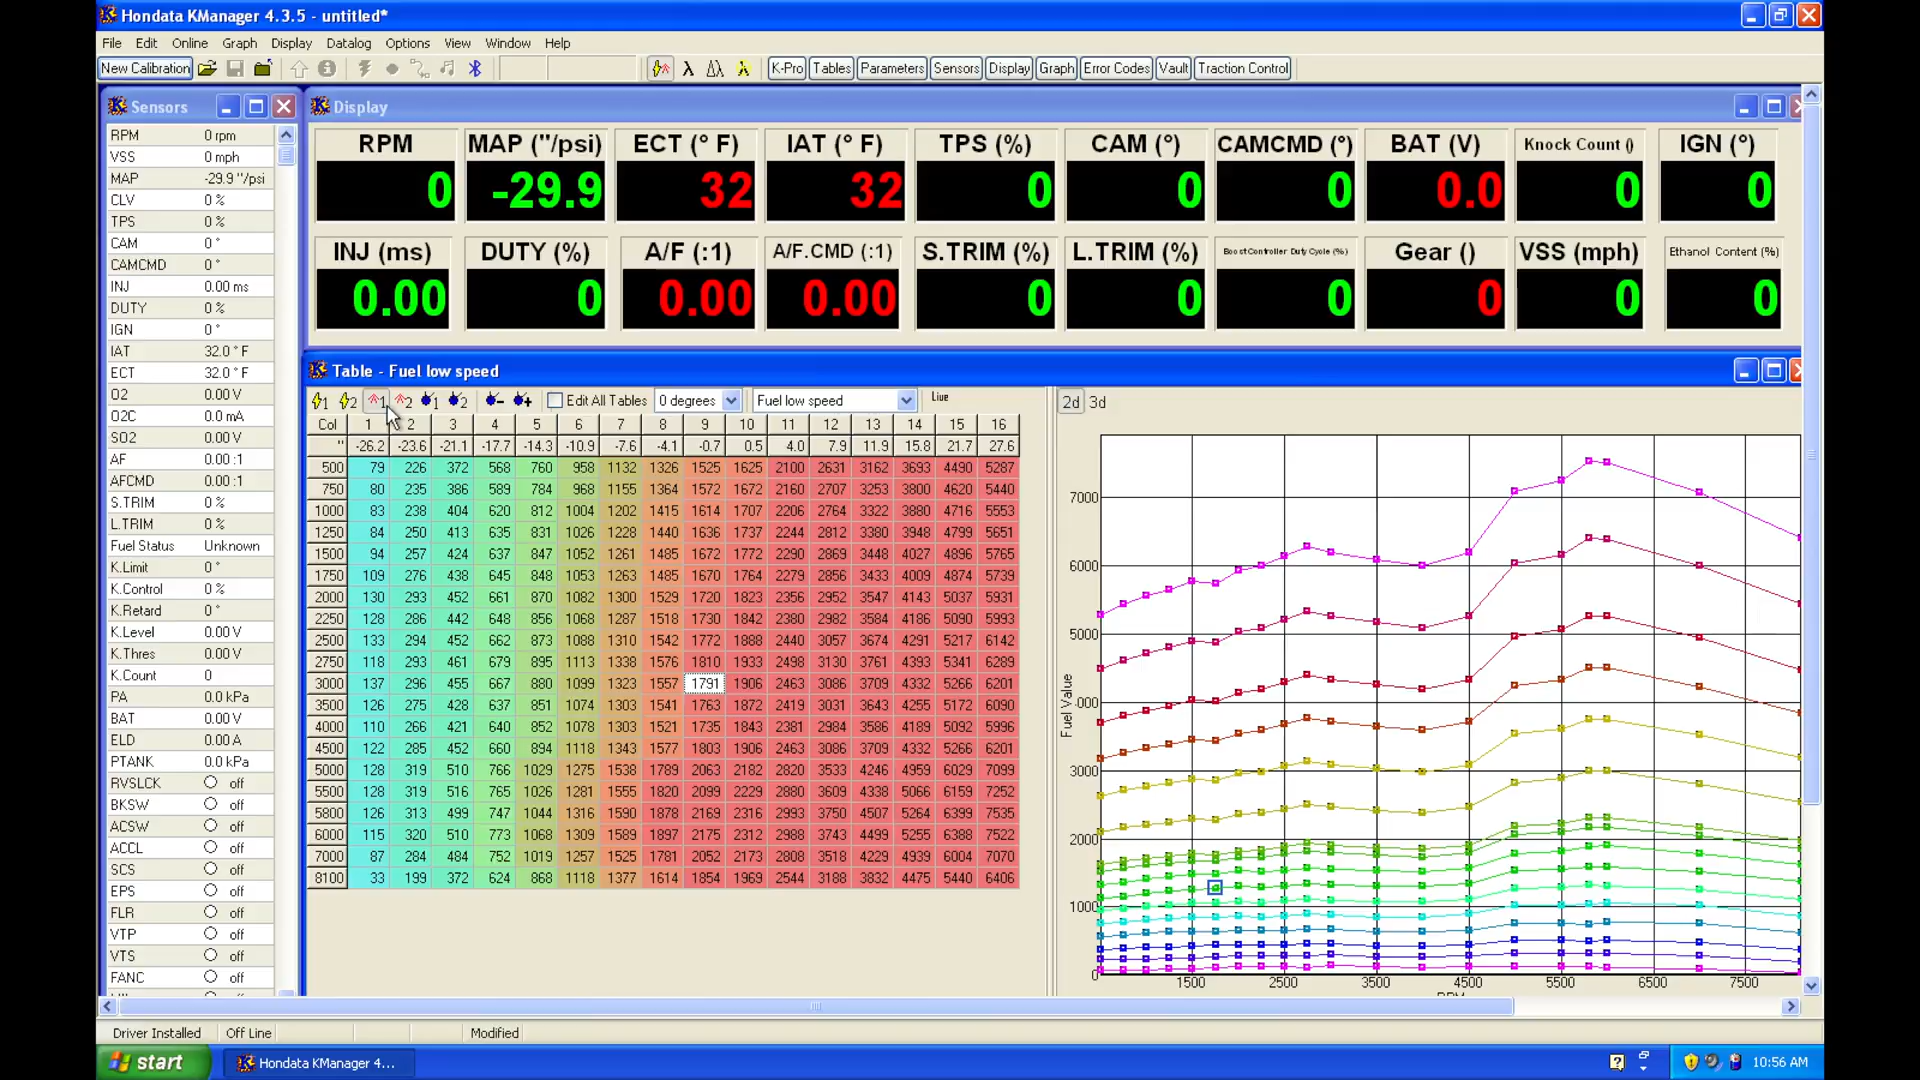 Hondata KManager 4.3.5 - untitled*
File Edit Online Graph Display Datalog Options View Window Help
New Calibration K-Pro Tables Parameters Sensors Display Graph Error Codes Vault Traction Control
Sensors
RPM 0 rpm
VSS 0 mph
MAP -29.9 "/psi
CLV 0 %
TPS 0 %
CAM 0 °
CAMCMD 0 °
INJ 0.00 ms
DUTY 0 %
IGN 0 °
IAT 32.0 ° F
ECT 32.0 ° F
O2 0.00 V
O2C 0.0 mA
SO2 0.00 V
AF 0.00 :1
AFCMD 0.00 :1
S.TRIM 0 %
L.TRIM 0 %
Fuel Status Unknown
K.Limit 0 °
K.Control 0 %
K.Retard 0 °
K.Level 0.00 V
K.Thres 0.00 V
K.Count 0
PA 0.0 kPa
BAT 0.00 V
ELD 0.00 A
PTANK 0.0 kPa
RVSLCK off
BKSW off
ACSW off
ACCL off
SCS off
EPS off
FLR off
VTP off
VTS off
FANC off
Display
RPM MAP ("/psi) ECT (° F) IAT (° F) TPS (%) CAM (°) CAMCMD (°) BAT (V) Knock Count () IGN (°)
0 -29.9 32 32 0 0 0 0.0 0 0
INJ (ms) DUTY (%) A/F (:1) A/F.CMD (:1) S.TRIM (%) L.TRIM (%) BoostController Duty Cycle (%) Gear () VSS (mph) Ethanol Content (%)
0.00 0 0.00 0.00 0 0 0 0 0 0
Table - Fuel low speed
1 2 1 2 1 2 - + Edit All Tables 0 degrees Fuel low speed Live
Col 1 2 3 4 5 6 7 8 9 10 11 12 13 14 15 16
" -26.2 -23.6 -21.1 -17.7 -14.3 -10.9 -7.6 -4.1 -0.7 0.5 4.0 7.9 11.9 15.8 21.7 27.6
500 79 226 372 568 760 958 1132 1326 1525 1625 2100 2631 3162 3693 4490 5287
750 80 235 386 589 784 968 1155 1364 1572 1672 2160 2707 3253 3800 4620 5440
1000 83 238 404 620 812 1004 1202 1415 1614 1707 2206 2764 3322 3880 4716 5553
1250 84 250 413 635 831 1026 1228 1440 1636 1737 2244 2812 3380 3948 4799 5651
1500 94 257 424 637 847 1052 1261 1485 1672 1772 2290 2869 3448 4027 4896 5765
1750 109 276 438 645 848 1053 1263 1485 1670 1764 2279 2856 3433 4009 4874 5739
2000 130 293 452 661 870 1082 1300 1529 1720 1823 2356 2952 3547 4143 5037 5931
2250 128 286 442 648 856 1068 1287 1518 1730 1842 2380 2982 3584 4186 5090 5993
2500 133 294 452 662 873 1088 1310 1542 1772 1888 2440 3057 3674 4291 5217 6142
2750 118 293 461 679 895 1113 1338 1576 1810 1933 2498 3130 3761 4393 5341 6289
3000 137 296 455 667 880 1099 1323 1557 1791 1906 2463 3086 3709 4332 5266 6201
3500 126 275 428 637 851 1074 1303 1541 1763 1872 2419 3031 3643 4255 5172 6090
4000 110 266 421 640 852 1078 1303 1521 1735 1843 2381 2984 3586 4189 5092 5996
4500 122 285 452 660 894 1118 1343 1577 1803 1906 2463 3086 3709 4332 5266 6201
5000 128 319 510 766 1029 1275 1538 1789 2063 2182 2820 3533 4246 4959 6029 7099
5500 128 319 516 765 1026 1281 1555 1820 2099 2229 2880 3609 4338 5066 6159 7252
5800 126 313 499 747 1044 1316 1590 1878 2169 2316 2993 3750 4507 5264 6399 7535
6000 115 320 510 773 1068 1309 1589 1897 2175 2312 2988 3743 4499 5255 6388 7522
7000 87 284 484 752 1019 1257 1525 1781 2052 2173 2808 3518 4229 4939 6004 7070
8100 33 199 372 624 868 1118 1377 1614 1854 1969 2544 3188 3832 4475 5440 6406
2d 3d
Fuel Value
7000
6000
5000
3000
2000
1000
0
1500 2500 3500 4500 5500 6500 7500
Driver Installed Off Line Modified
start Hondata KManager 4... 10:56 AM